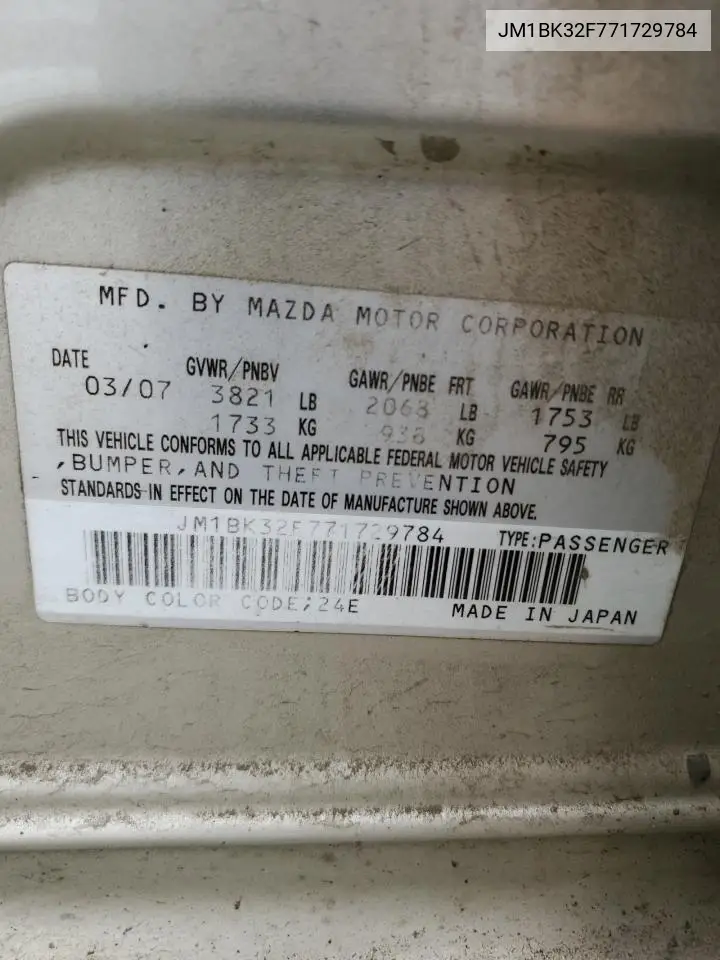 JM1BK32F771729784
MFD. BY MAZDA MOTOR CORPORATION
DATE GVWR/PNBV GAWR/PNBE FRT GAWR/PNBE RR
03/07 3821 LB 2068 LB 1753 LB
1733 KG 938 KG 795 KG
THIS VEHICLE CONFORMS TO ALL APPLICABLE FEDERAL MOTOR VEHICLE SAFETY
,BUMPER,AND THEFT PREVENTION
STANDARDS IN EFFECT ON THE DATE OF MANUFACTURE SHOWN ABOVE.
JM1BK32F771729784 TYPE:PASSENGER
BODY COLOR CODE:24E MADE IN JAPAN